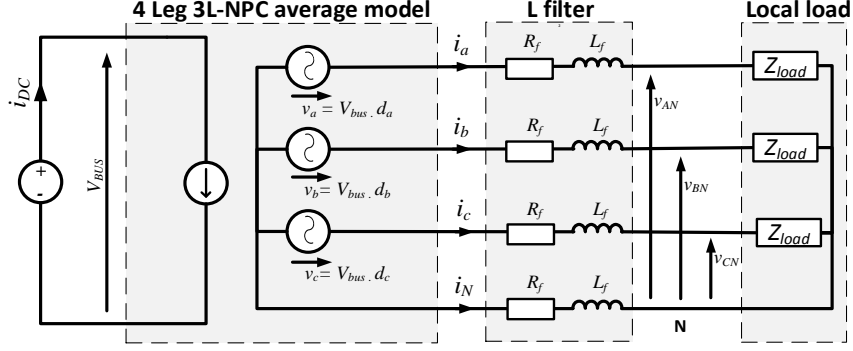 4 Leg 3L-NPC average model
L filter
Local load
i_DC
+
-
V_BUS
v_a = V_bus . d_a
v_b = V_bus . d_b
v_c = V_bus . d_c
i_a
R_f
L_f
i_b
R_f
L_f
i_c
R_f
L_f
i_N
R_f
L_f
v_AN
v_BN
v_CN
N
Z_load
Z_load
Z_load